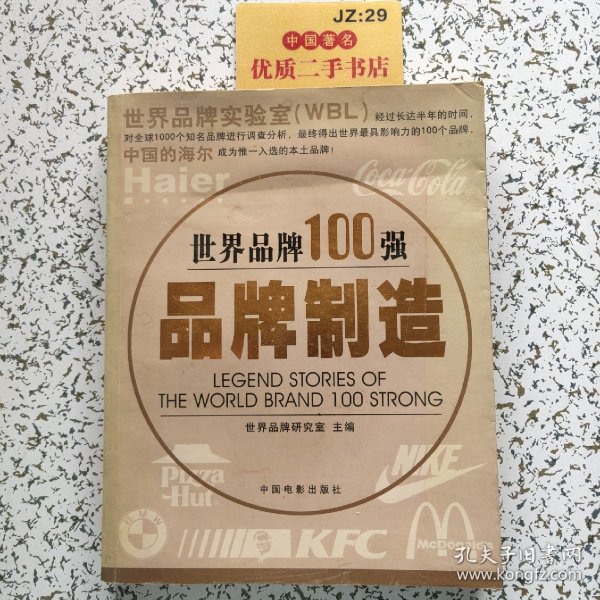 JZ:29
中国著名
优质二手书店
世界品牌实验室(WBL) 经过长达半年的时间,
对全球1000个知名品牌进行调查分析,最终得出世界最具影响力的100个品牌,
中国的海尔 成为惟一入选的本土品牌!
Haier
Coca-Cola
世界品牌100强
品牌制造
LEGEND STORIES OF
THE WORLD BRAND 100 STRONG
世界品牌研究室 主编
Pizza
Hut
NIKE
中国电影出版社
BMW
KFC
McDonald's
孔夫子旧书网
www.kongfz.com